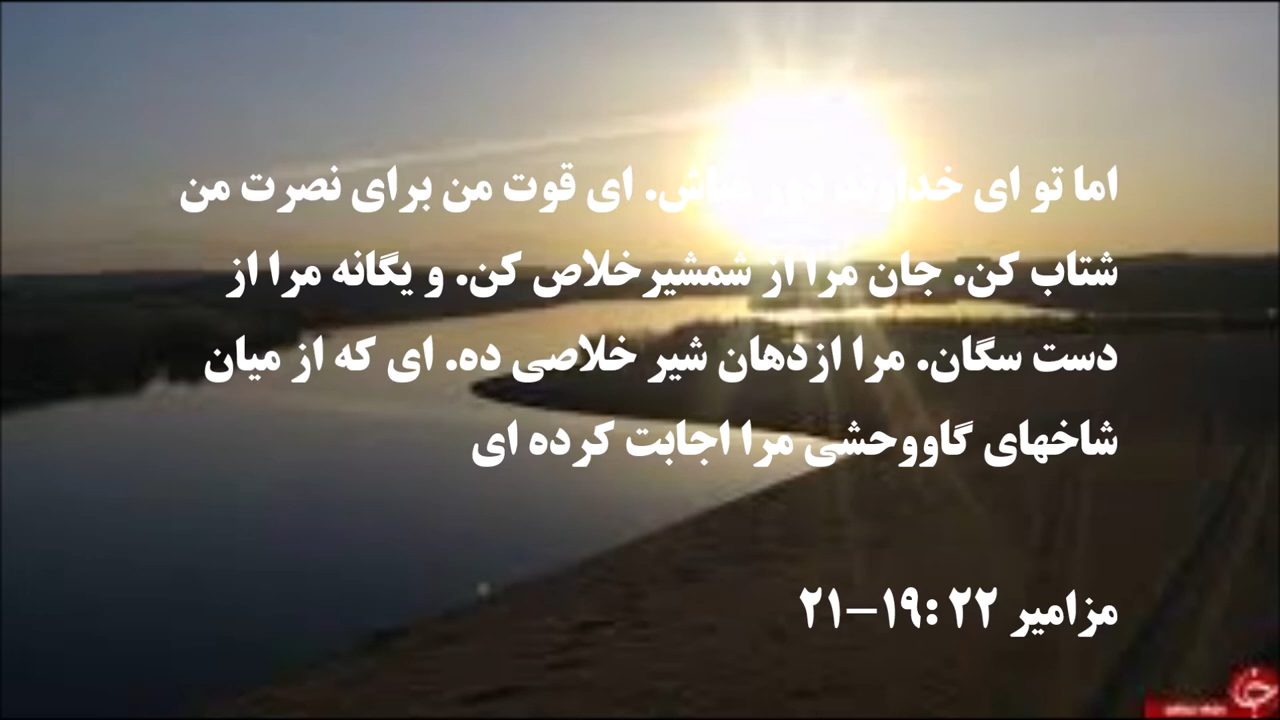 اما تو ای خداوند دور مباش. ای قوت من برای نصرت من
شتاب کن. جان مرا از شمشیرخلاص کن. و یگانه مرا از
دست سگان. مرا ازدهان شیر خلاصی ده. ای که از میان
شاخهای گاووحشی مرا اجابت کرده ای
مزامیر ۲۲ :۱۹-۲۱